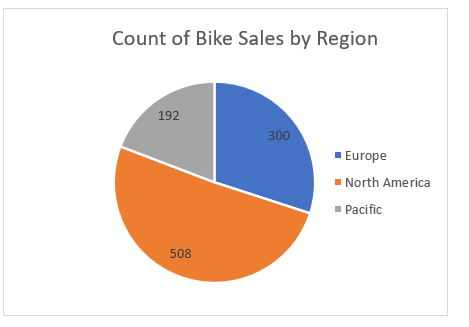 Count of Bike Sales by Region
192
300
508
Europe
North America
Pacific